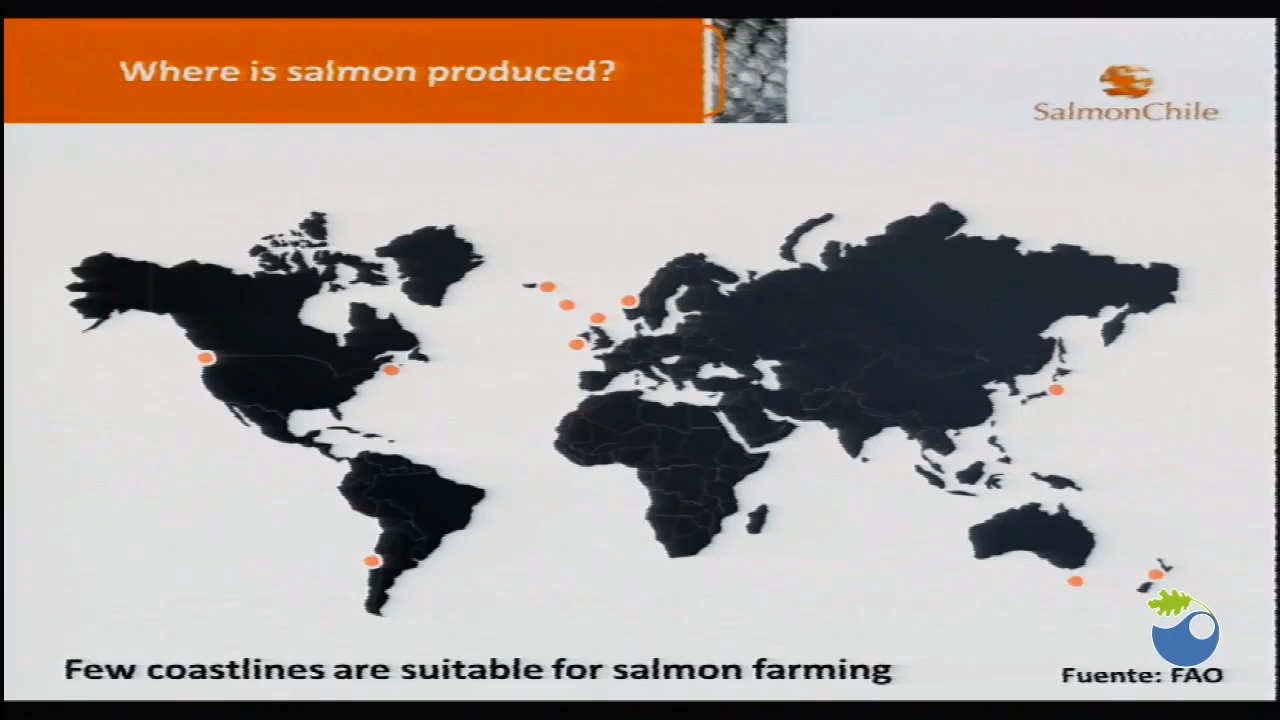 Where is salmon produced?
SalmonChile
Few coastlines are suitable for salmon farming
Fuente: FAO